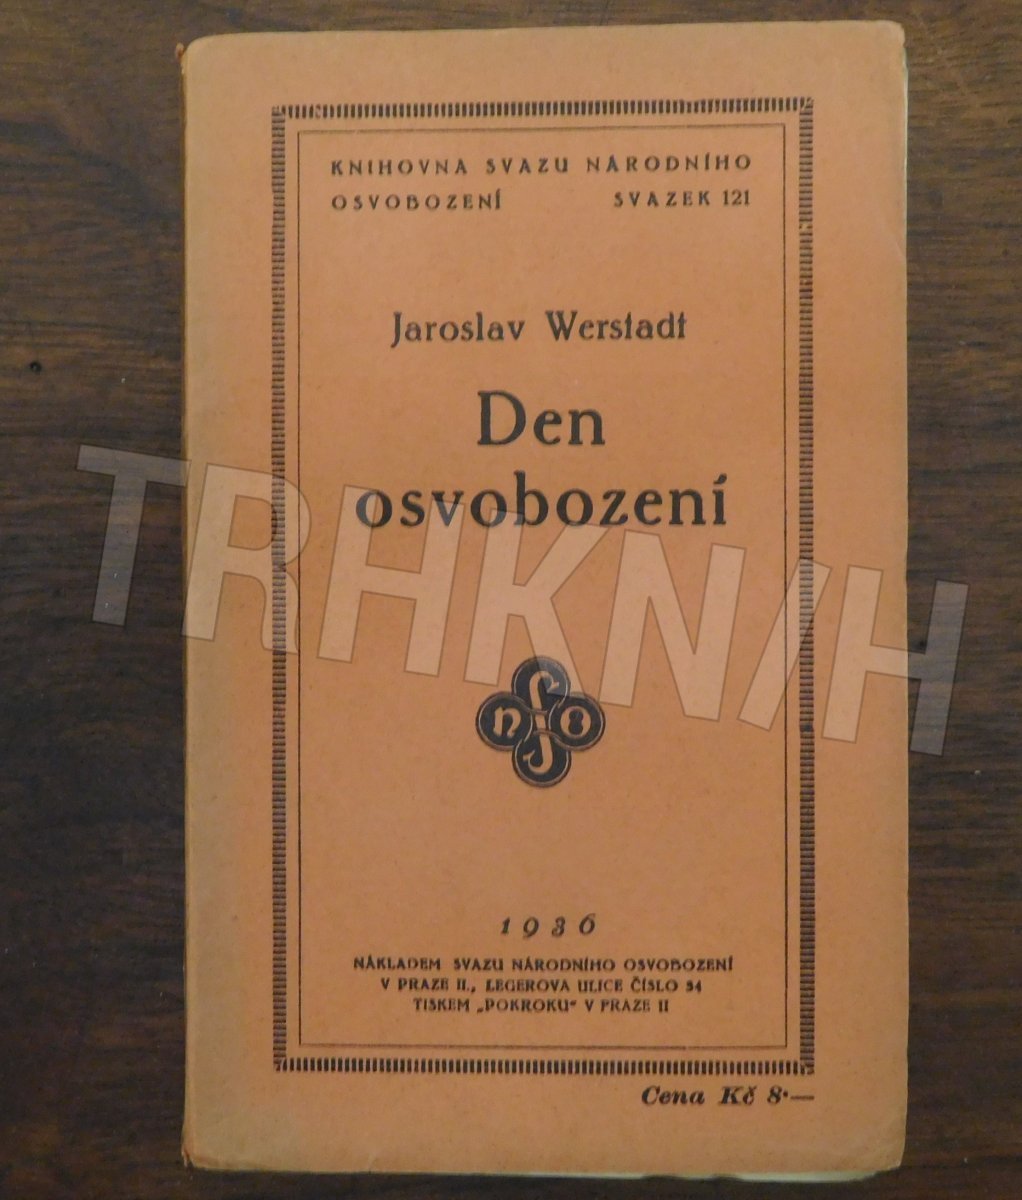 KNIHOVNA SVAZU NÁRODNÍHO
OSVOBOZENÍ SVAZEK 121
Jaroslav Werstadt
Den
osvobození
TRHKNIH
S
n o
1936
NÁKLADEM SVAZU NÁRODNÍHO OSVOBOZENÍ
V PRAZE II., LEGEROVA ULICE ČÍSLO 34
TISKEM „POKROKU“ V PRAZE II
Cena Kč 8·—